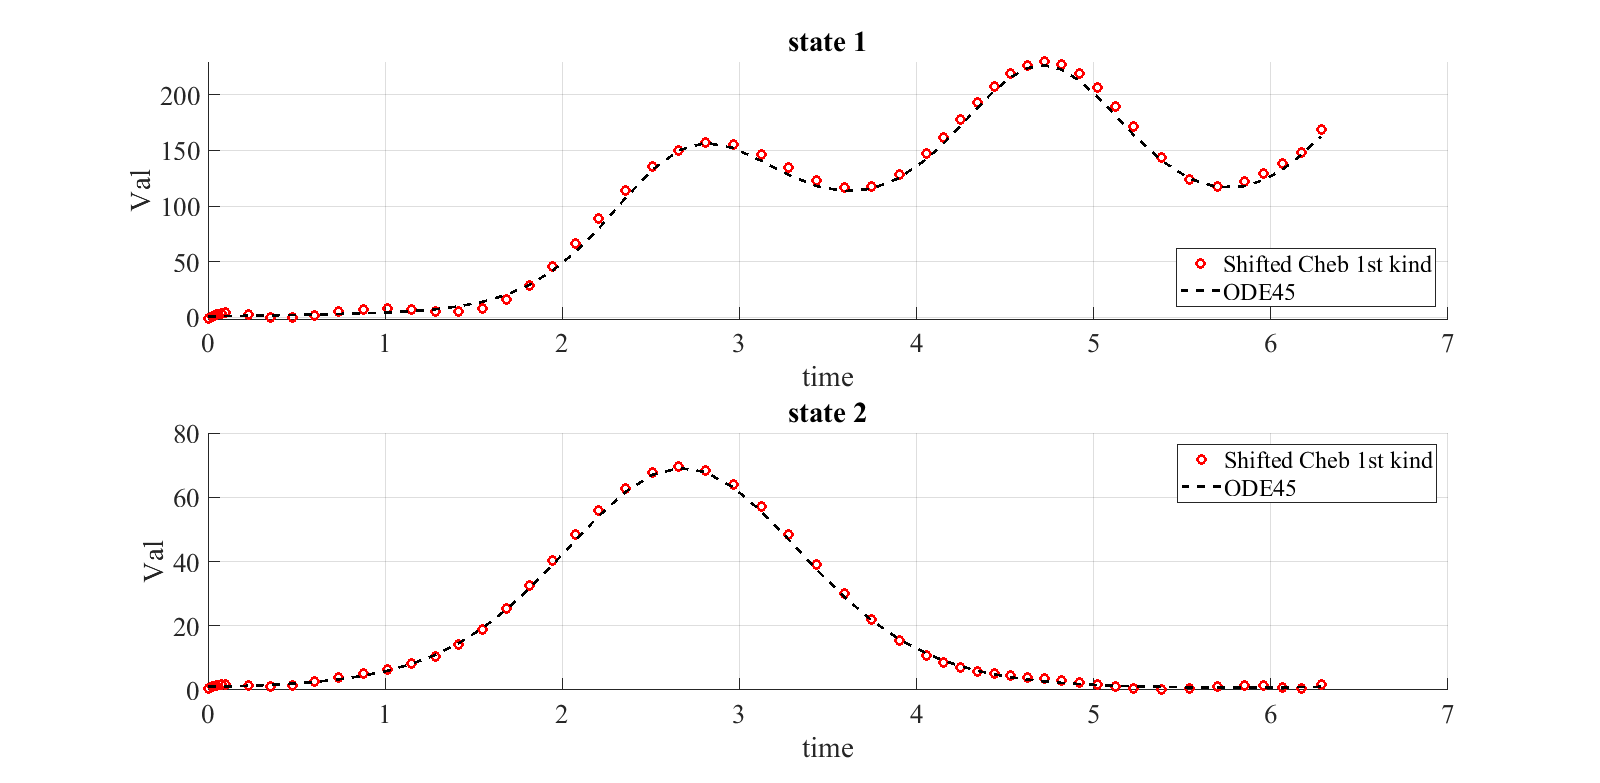 state 1
Val
200
150
100
50
0
0 1 2 3 4 5 6 7
time
Shifted Cheb 1st kind
ODE45
state 2
Val
80
60
40
20
0
0 1 2 3 4 5 6 7
time
Shifted Cheb 1st kind
ODE45